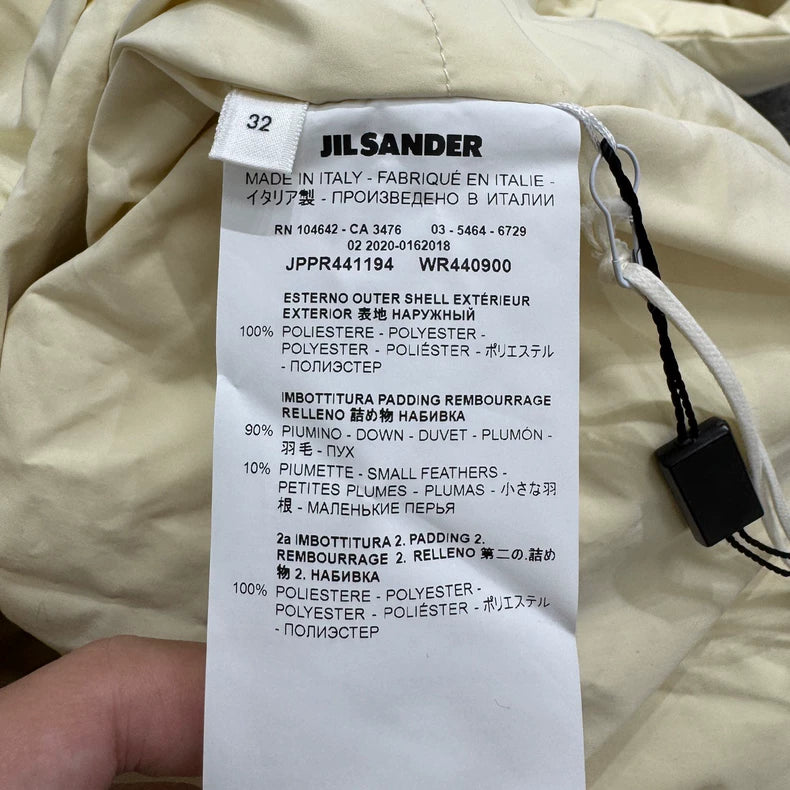 32
JIL SANDER
MADE IN ITALY - FABRIQUÉ EN ITALIE -
イタリア製 - ПРОИЗВЕДЕНО В ИТАЛИИ
RN 104642 - CA 3476 03 - 5464 - 6729
02 2020-0162018
JPPR441194 WR440900
ESTERNO OUTER SHELL EXTÉRIEUR
EXTERIOR 表地 НАРУЖНЫЙ
100% POLIESTERE - POLYESTER -
POLYESTER - POLIÉSTER - ポリエステル
- ПОЛИЭСТЕР
IMBOTTITURA PADDING REMBOURRAGE
RELLENO 詰め物 НАБИВКА
90% PIUMINO - DOWN - DUVET - PLUMÓN -
羽毛 - ПУХ
10% PIUMETTE - SMALL FEATHERS -
PETITES PLUMES - PLUMAS - 小さな羽
根 - МАЛЕНЬКИЕ ПЕРЬЯ
2a IMBOTTITURA 2. PADDING 2.
REMBOURRAGE 2. RELLENO 第二の.詰め
物 2. НАБИВКА
100% POLIESTERE - POLYESTER -
POLYESTER - POLIÉSTER - ポリエステル
- ПОЛИЭСТЕР